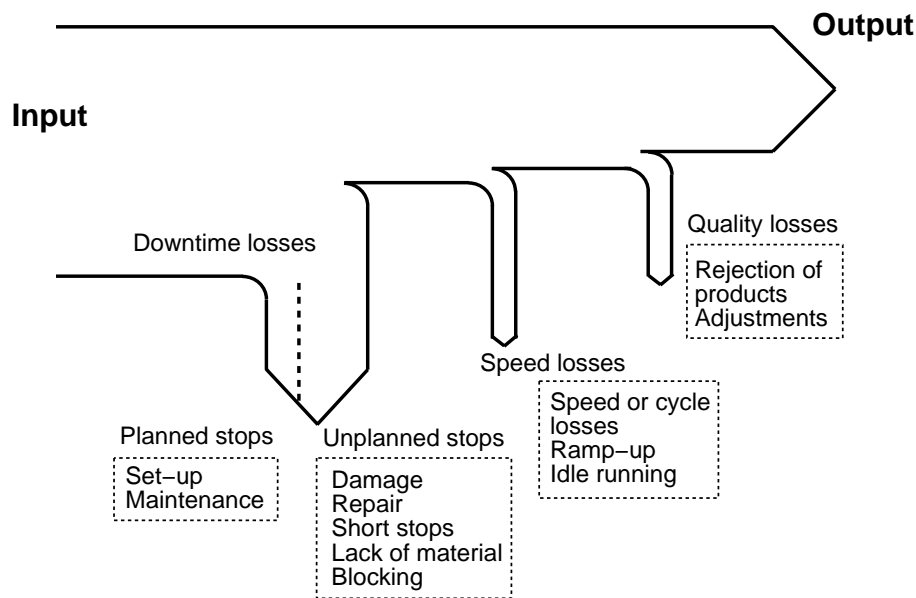 Output
Input
Downtime losses
Quality losses
Rejection of
products
Adjustments
Speed losses
Speed or cycle
losses
Ramp−up
Idle running
Planned stops
Set−up
Maintenance
Unplanned stops
Damage
Repair
Short stops
Lack of material
Blocking